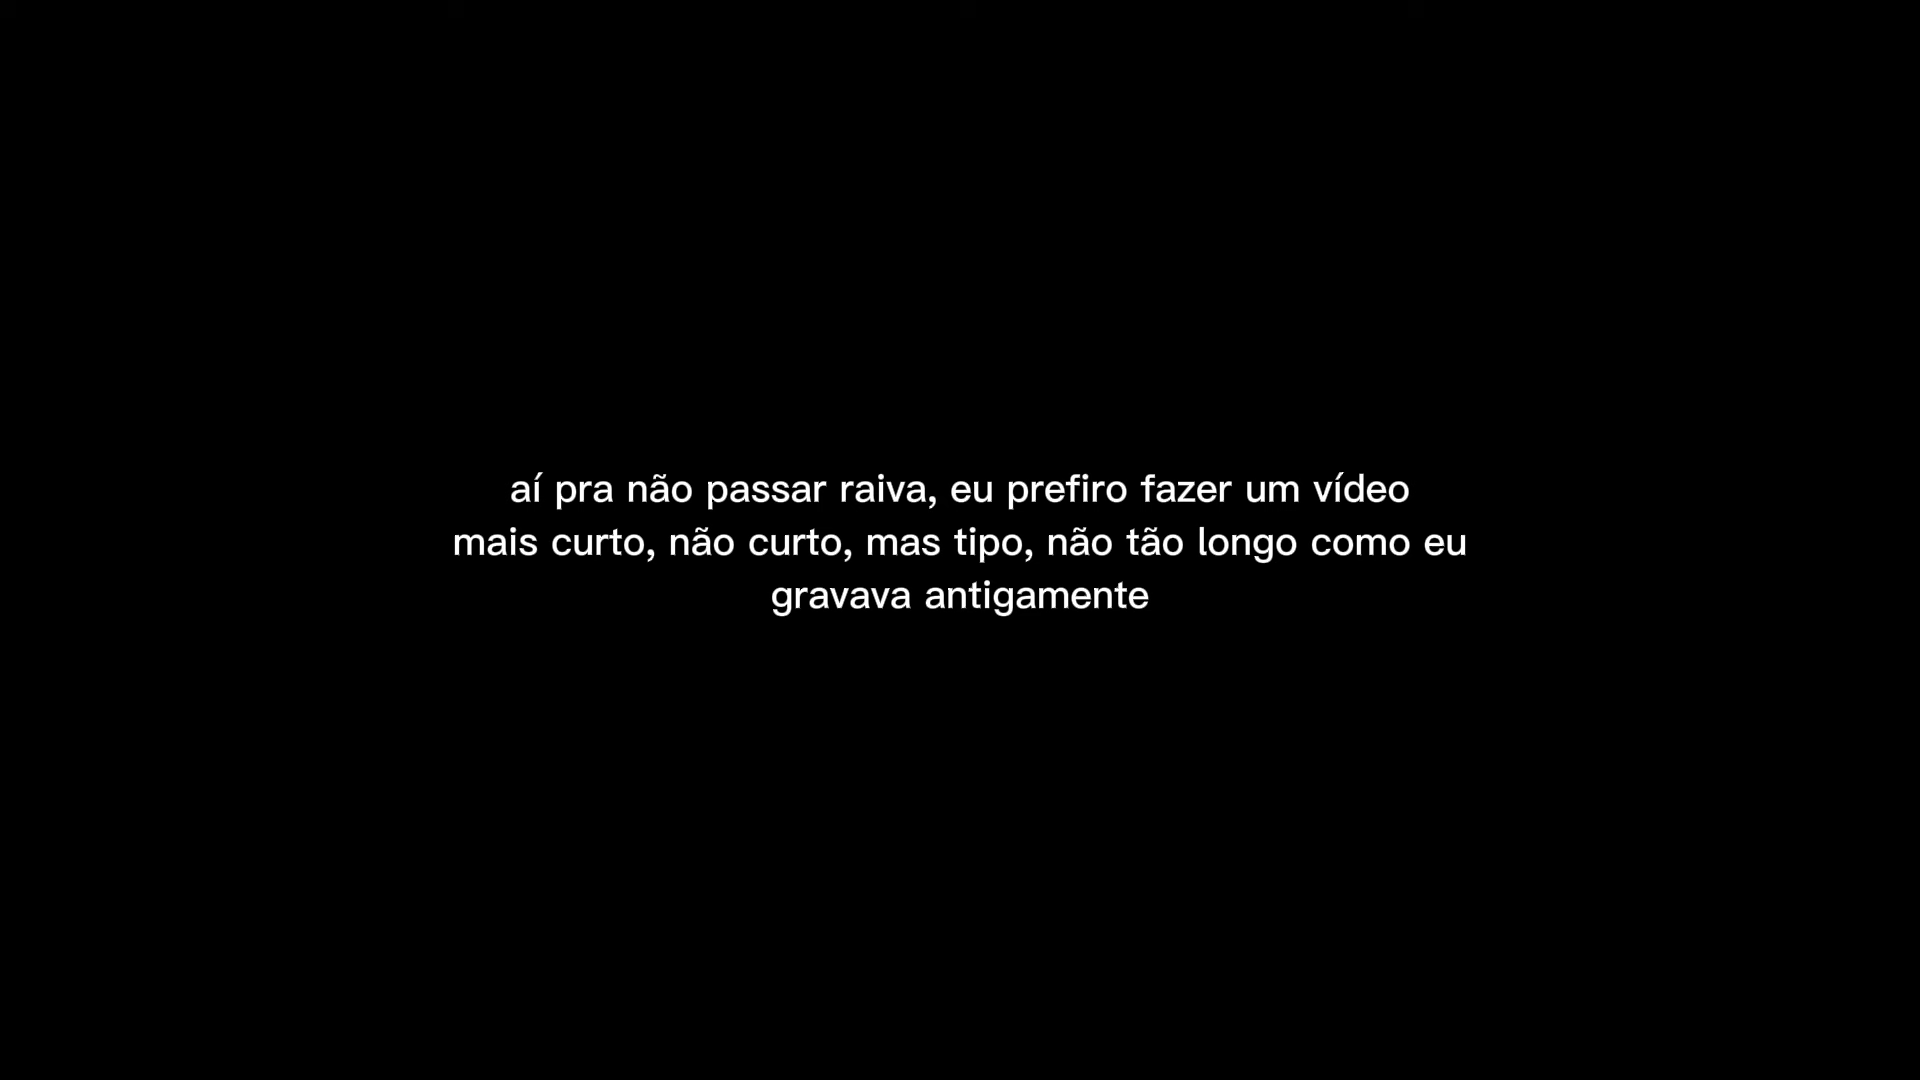 aí pra não passar raiva, eu prefiro fazer um vídeo
mais curto, não curto, mas tipo, não tão longo como eu
gravava antigamente